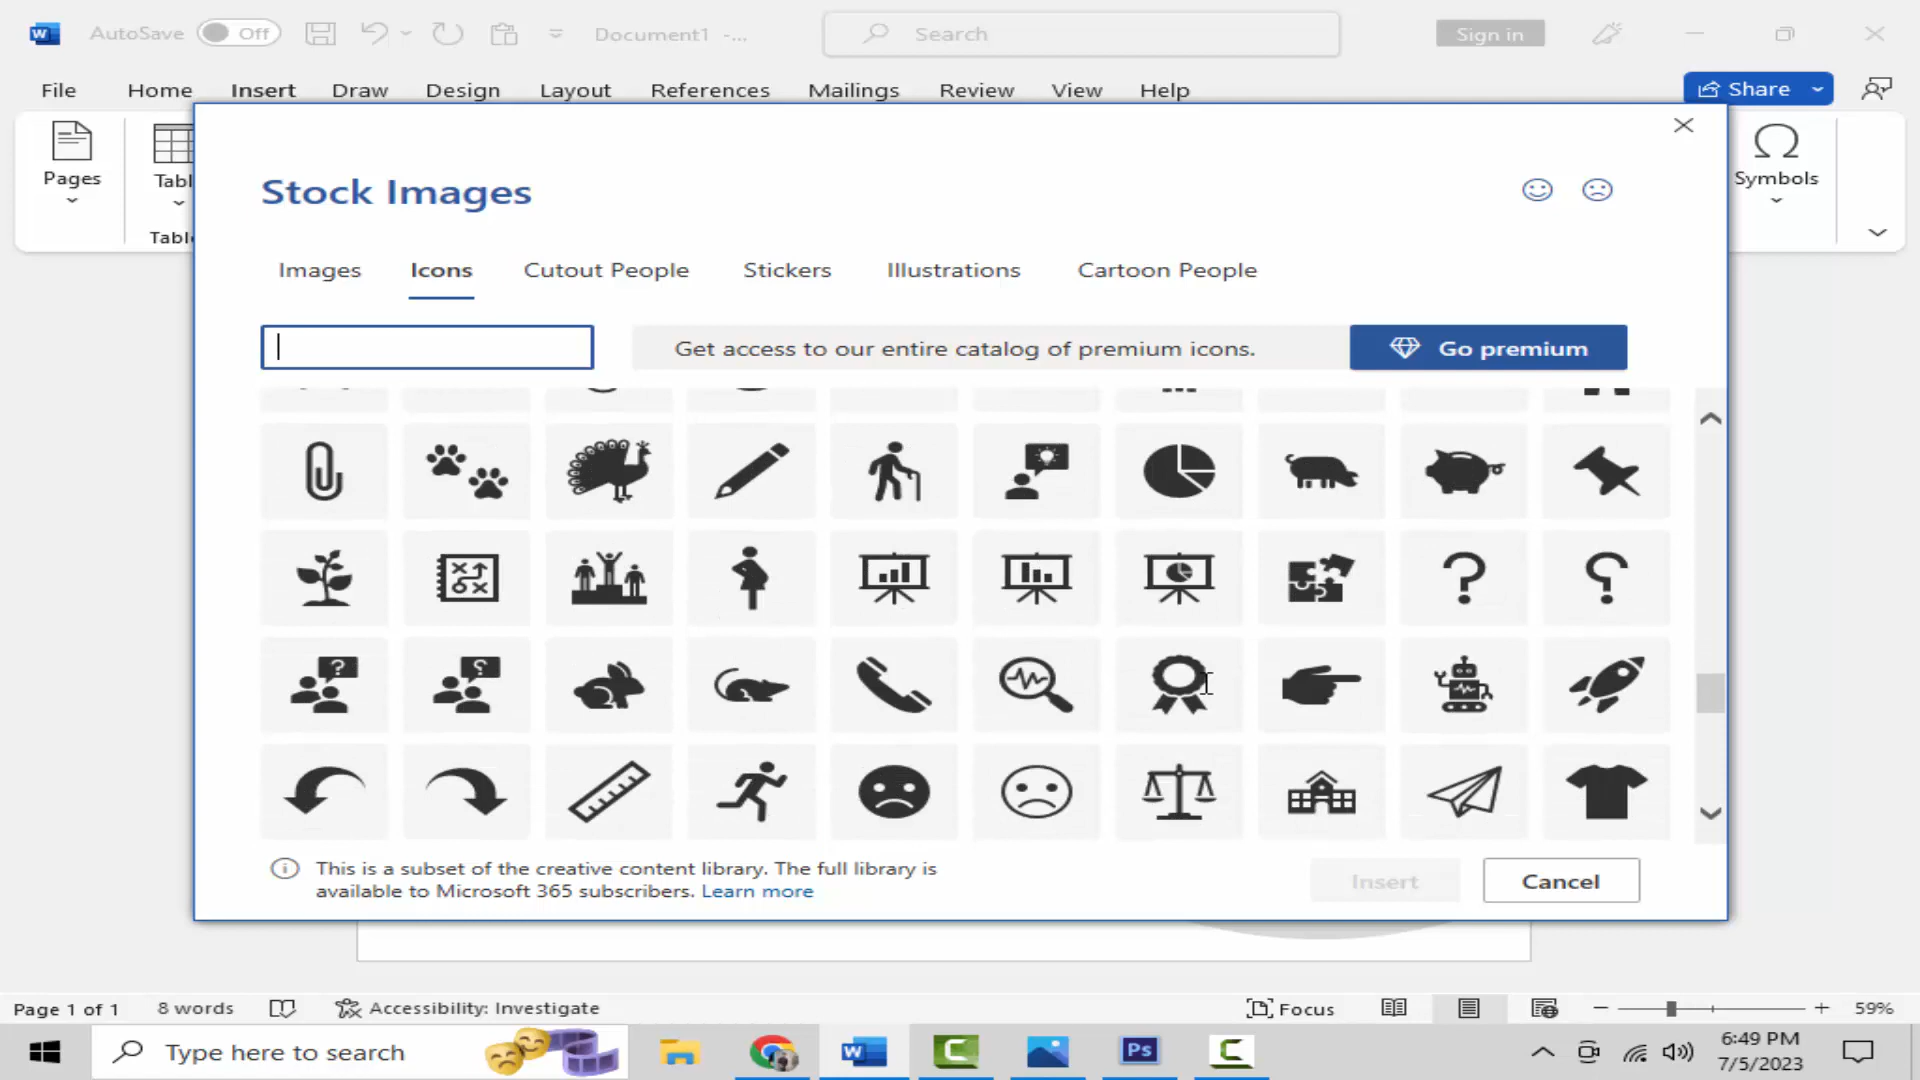 AutoSave Off Document1 -... Search Sign in
File Home Insert Draw Design Layout References Mailings Review View Help Share
Pages
Tabl
Symbols
Table
Stock Images
Images Icons Cutout People Stickers Illustrations Cartoon People
Get access to our entire catalog of premium icons. Go premium
This is a subset of the creative content library. The full library is
available to Microsoft 365 subscribers. Learn more
Insert Cancel
Page 1 of 1 8 words Accessibility: Investigate Focus 59%
Type here to search
Ps
6:49 PM
7/5/2023